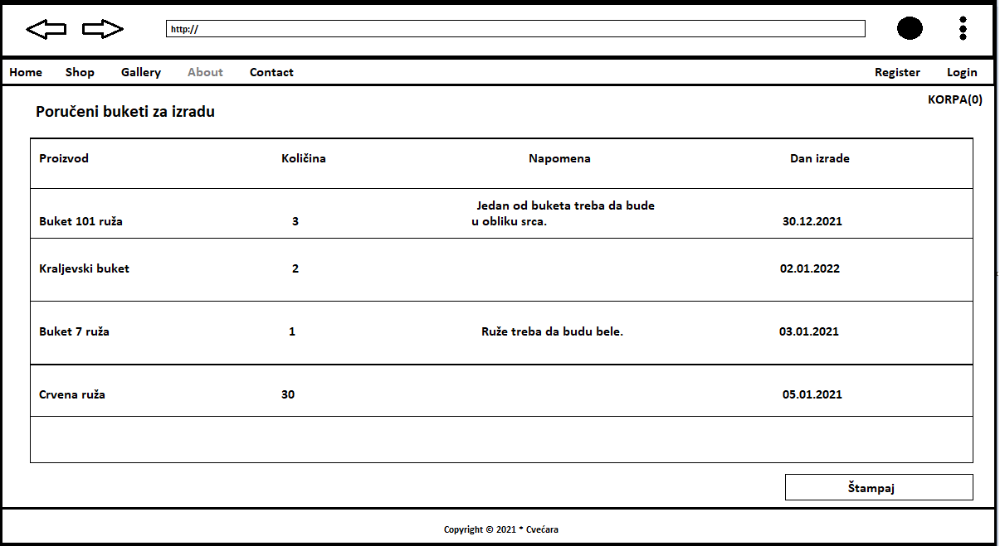 http://
Home Shop Gallery About Contact Register Login
KORPA(0)
Poručeni buketi za izradu
Proizvod Količina Napomena Dan izrade
Jedan od buketa treba da bude
Buket 101 ruža 3 u obliku srca. 30.12.2021
Kraljevski buket 2 02.01.2022
Buket 7 ruža 1 Ruže treba da budu bele. 03.01.2021
Crvena ruža 30 05.01.2021
Štampaj
Copyright © 2021 * Cvećara